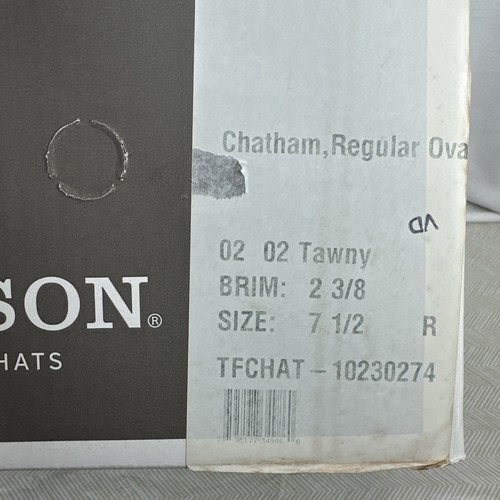 Chatham,Regular Ova
VD
02 02 Tawny
BRIM: 2 3/8
SIZE: 7 1/2 R
SON®
HATS
TFCHAT – 10230274